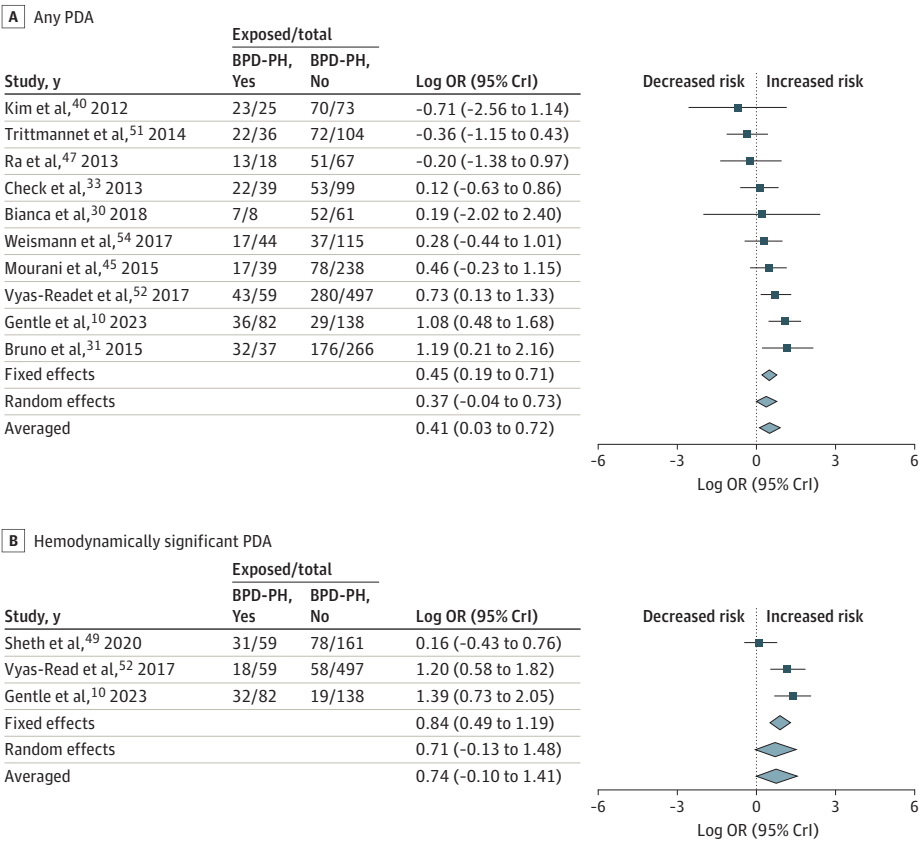 A Any PDA
Exposed/total
BPD-PH, BPD-PH,
Study, y Yes No Log OR (95% CrI) Decreased risk Increased risk
Kim et al,40 2012 23/25 70/73 -0.71 (-2.56 to 1.14)
Trittmannet et al,51 2014 22/36 72/104 -0.36 (-1.15 to 0.43)
Ra et al,47 2013 13/18 51/67 -0.20 (-1.38 to 0.97)
Check et al,33 2013 22/39 53/99 0.12 (-0.63 to 0.86)
Bianca et al,30 2018 7/8 52/61 0.19 (-2.02 to 2.40)
Weismann et al,54 2017 17/44 37/115 0.28 (-0.44 to 1.01)
Mourani et al,45 2015 17/39 78/238 0.46 (-0.23 to 1.15)
Vyas-Readet et al,52 2017 43/59 280/497 0.73 (0.13 to 1.33)
Gentle et al,10 2023 36/82 29/138 1.08 (0.48 to 1.68)
Bruno et al,31 2015 32/37 176/266 1.19 (0.21 to 2.16)
Fixed effects 0.45 (0.19 to 0.71)
Random effects 0.37 (-0.04 to 0.73)
Averaged 0.41 (0.03 to 0.72)
-6 -3 0 3 6
Log OR (95% CrI)
B Hemodynamically significant PDA
Exposed/total
BPD-PH, BPD-PH,
Study, y Yes No Log OR (95% CrI) Decreased risk Increased risk
Sheth et al,49 2020 31/59 78/161 0.16 (-0.43 to 0.76)
Vyas-Read et al,52 2017 18/59 58/497 1.20 (0.58 to 1.82)
Gentle et al,10 2023 32/82 19/138 1.39 (0.73 to 2.05)
Fixed effects 0.84 (0.49 to 1.19)
Random effects 0.71 (-0.13 to 1.48)
Averaged 0.74 (-0.10 to 1.41)
-6 -3 0 3 6
Log OR (95% CrI)